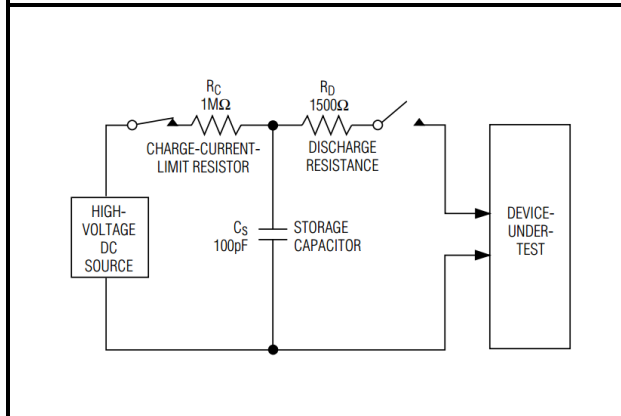 RC
1MΩ
CHARGE-CURRENT-
LIMIT RESISTOR
RD
1500Ω
DISCHARGE
RESISTANCE
HIGH-
VOLTAGE
DC
SOURCE
CS
100pF
STORAGE
CAPACITOR
DEVICE-
UNDER-
TEST